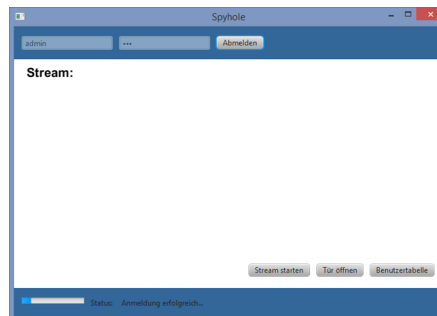 Spyhole
admin ••• Abmelden
Stream:
Stream starten Tür öffnen Benutzertabelle
Status: Anmeldung erfolgreich...